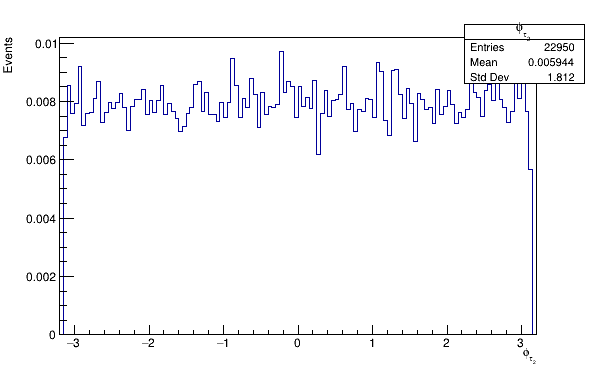 ϕτ₂
Entries 22950
Mean 0.005944
Std Dev 1.812
Events
0.01
0.008
0.006
0.004
0.002
0
−3 −2 −1 0 1 2 3
ϕτ₂